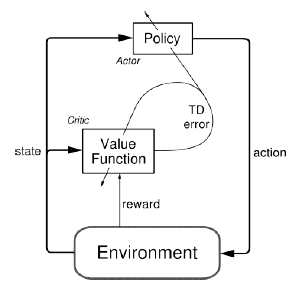 Policy
Actor
TD
error
Critic
Value
Function
state
action
reward
Environment